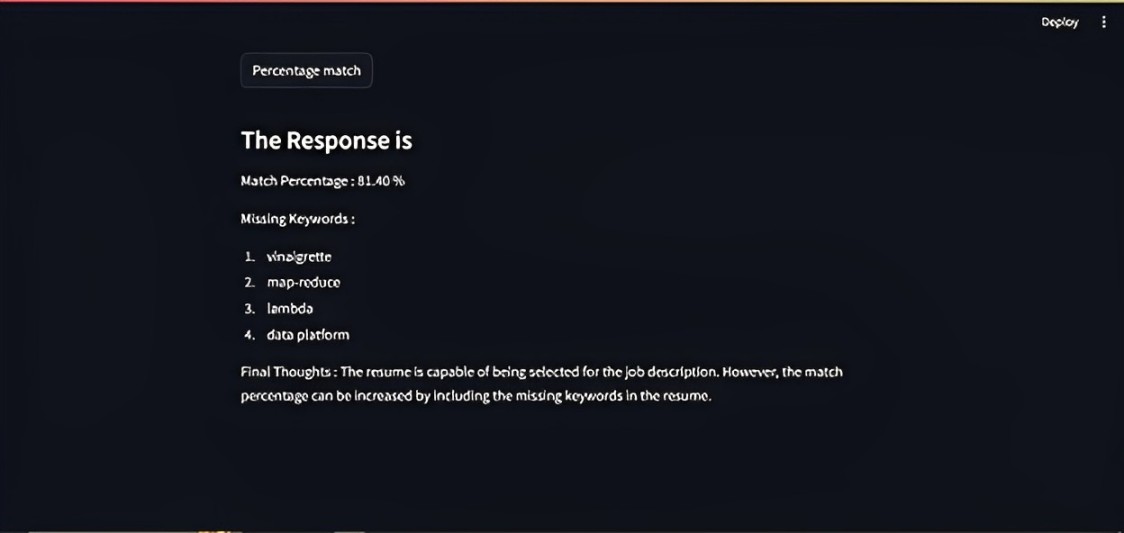 Deploy
Percentage match
The Response is
Match Percentage : 81.40 %
Missing Keywords :
1. vinaigrette
2. map-reduce
3. lambda
4. data platform
Final Thoughts : The resume is capable of being selected for the job description. However, the match
percentage can be increased by including the missing keywords in the resume.